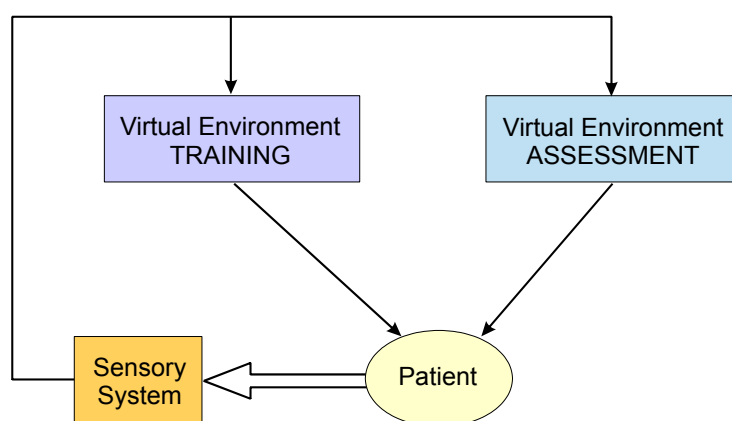 Virtual Environment
TRAINING
Virtual Environment
ASSESSMENT
Sensory
System
Patient